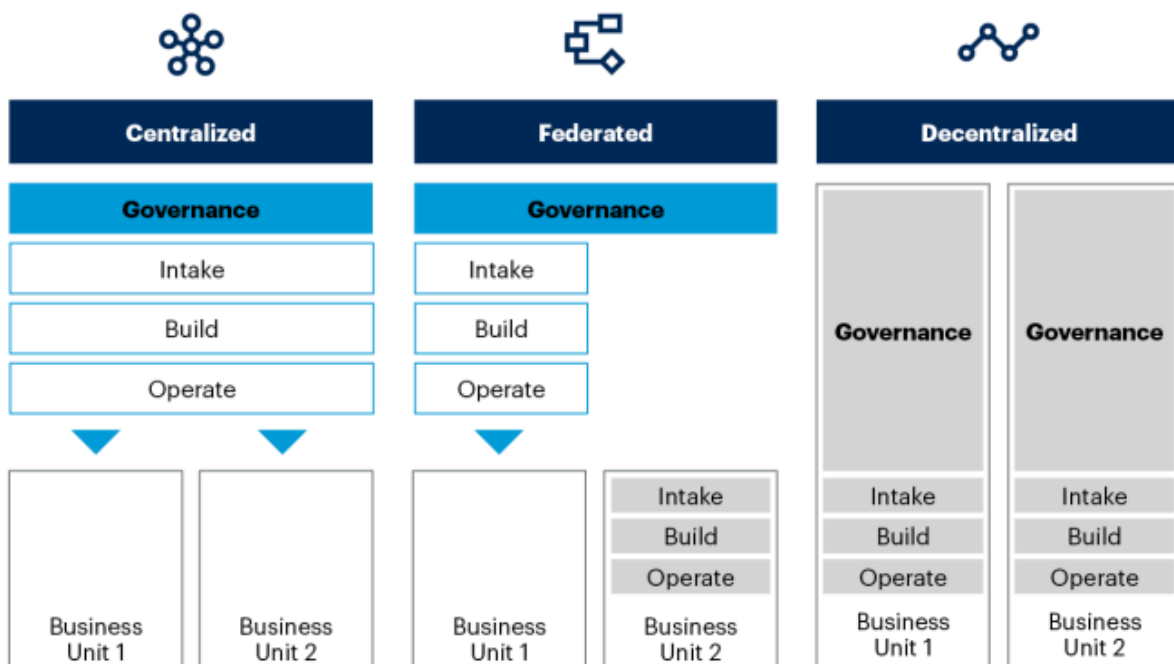 Centralized
Governance
Intake
Build
Operate
Business
Unit 1
Business
Unit 2
Federated
Governance
Intake
Build
Operate
Business
Unit 1
Intake
Build
Operate
Business
Unit 2
Decentralized
Governance
Intake
Build
Operate
Business
Unit 1
Governance
Intake
Build
Operate
Business
Unit 2